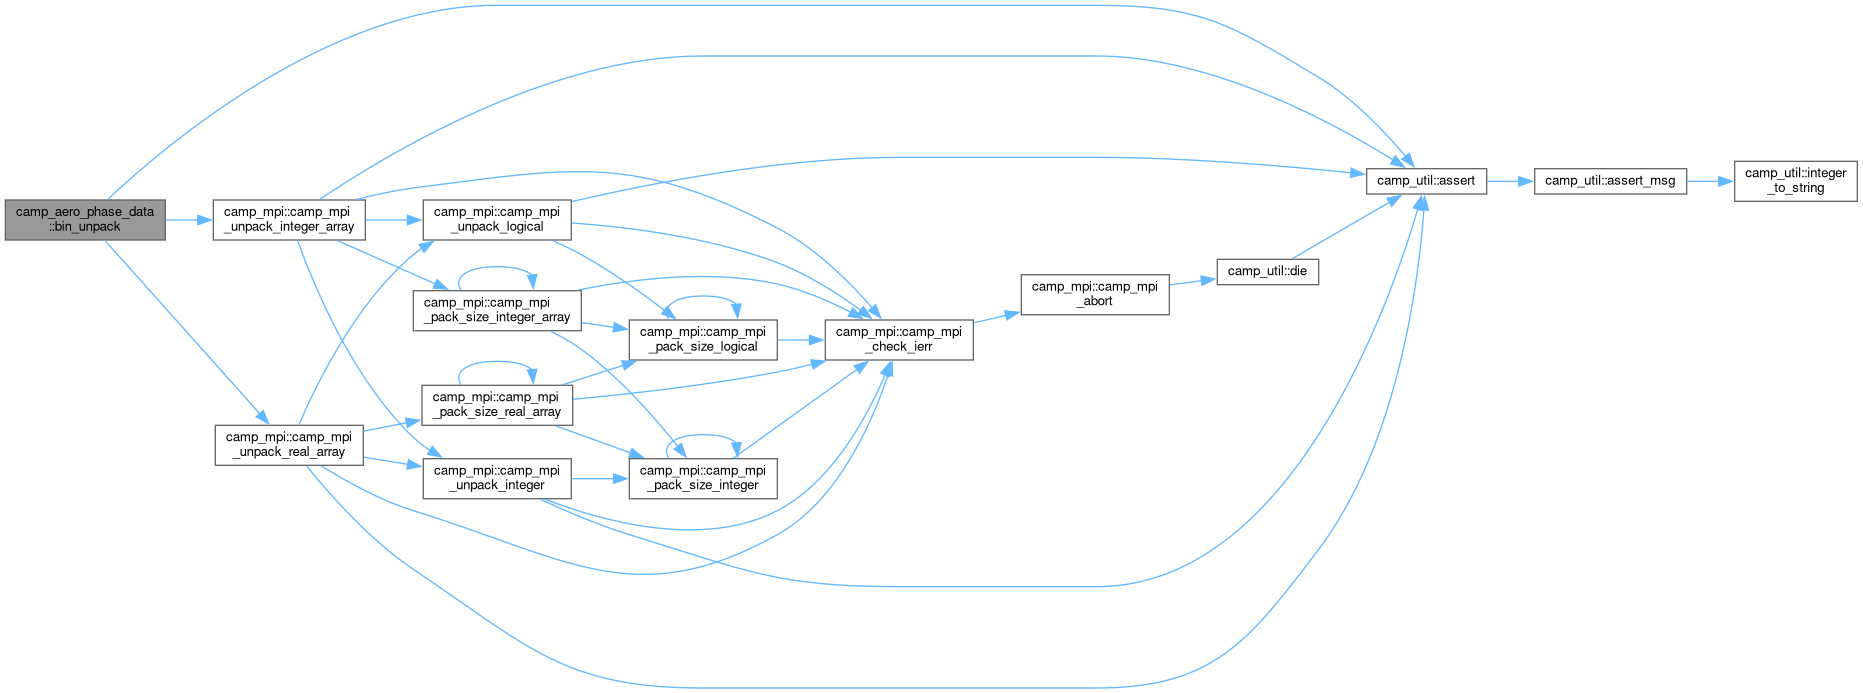 camp_aero_phase_data
::bin_unpack
camp_mpi::camp_mpi
_unpack_integer_array
camp_mpi::camp_mpi
_unpack_real_array
camp_mpi::camp_mpi
_unpack_logical
camp_mpi::camp_mpi
_pack_size_integer_array
camp_mpi::camp_mpi
_pack_size_real_array
camp_mpi::camp_mpi
_unpack_integer
camp_mpi::camp_mpi
_pack_size_logical
camp_mpi::camp_mpi
_pack_size_integer
camp_mpi::camp_mpi
_check_ierr
camp_mpi::camp_mpi
_abort
camp_util::die
camp_util::assert
camp_util::assert_msg
camp_util::integer
_to_string